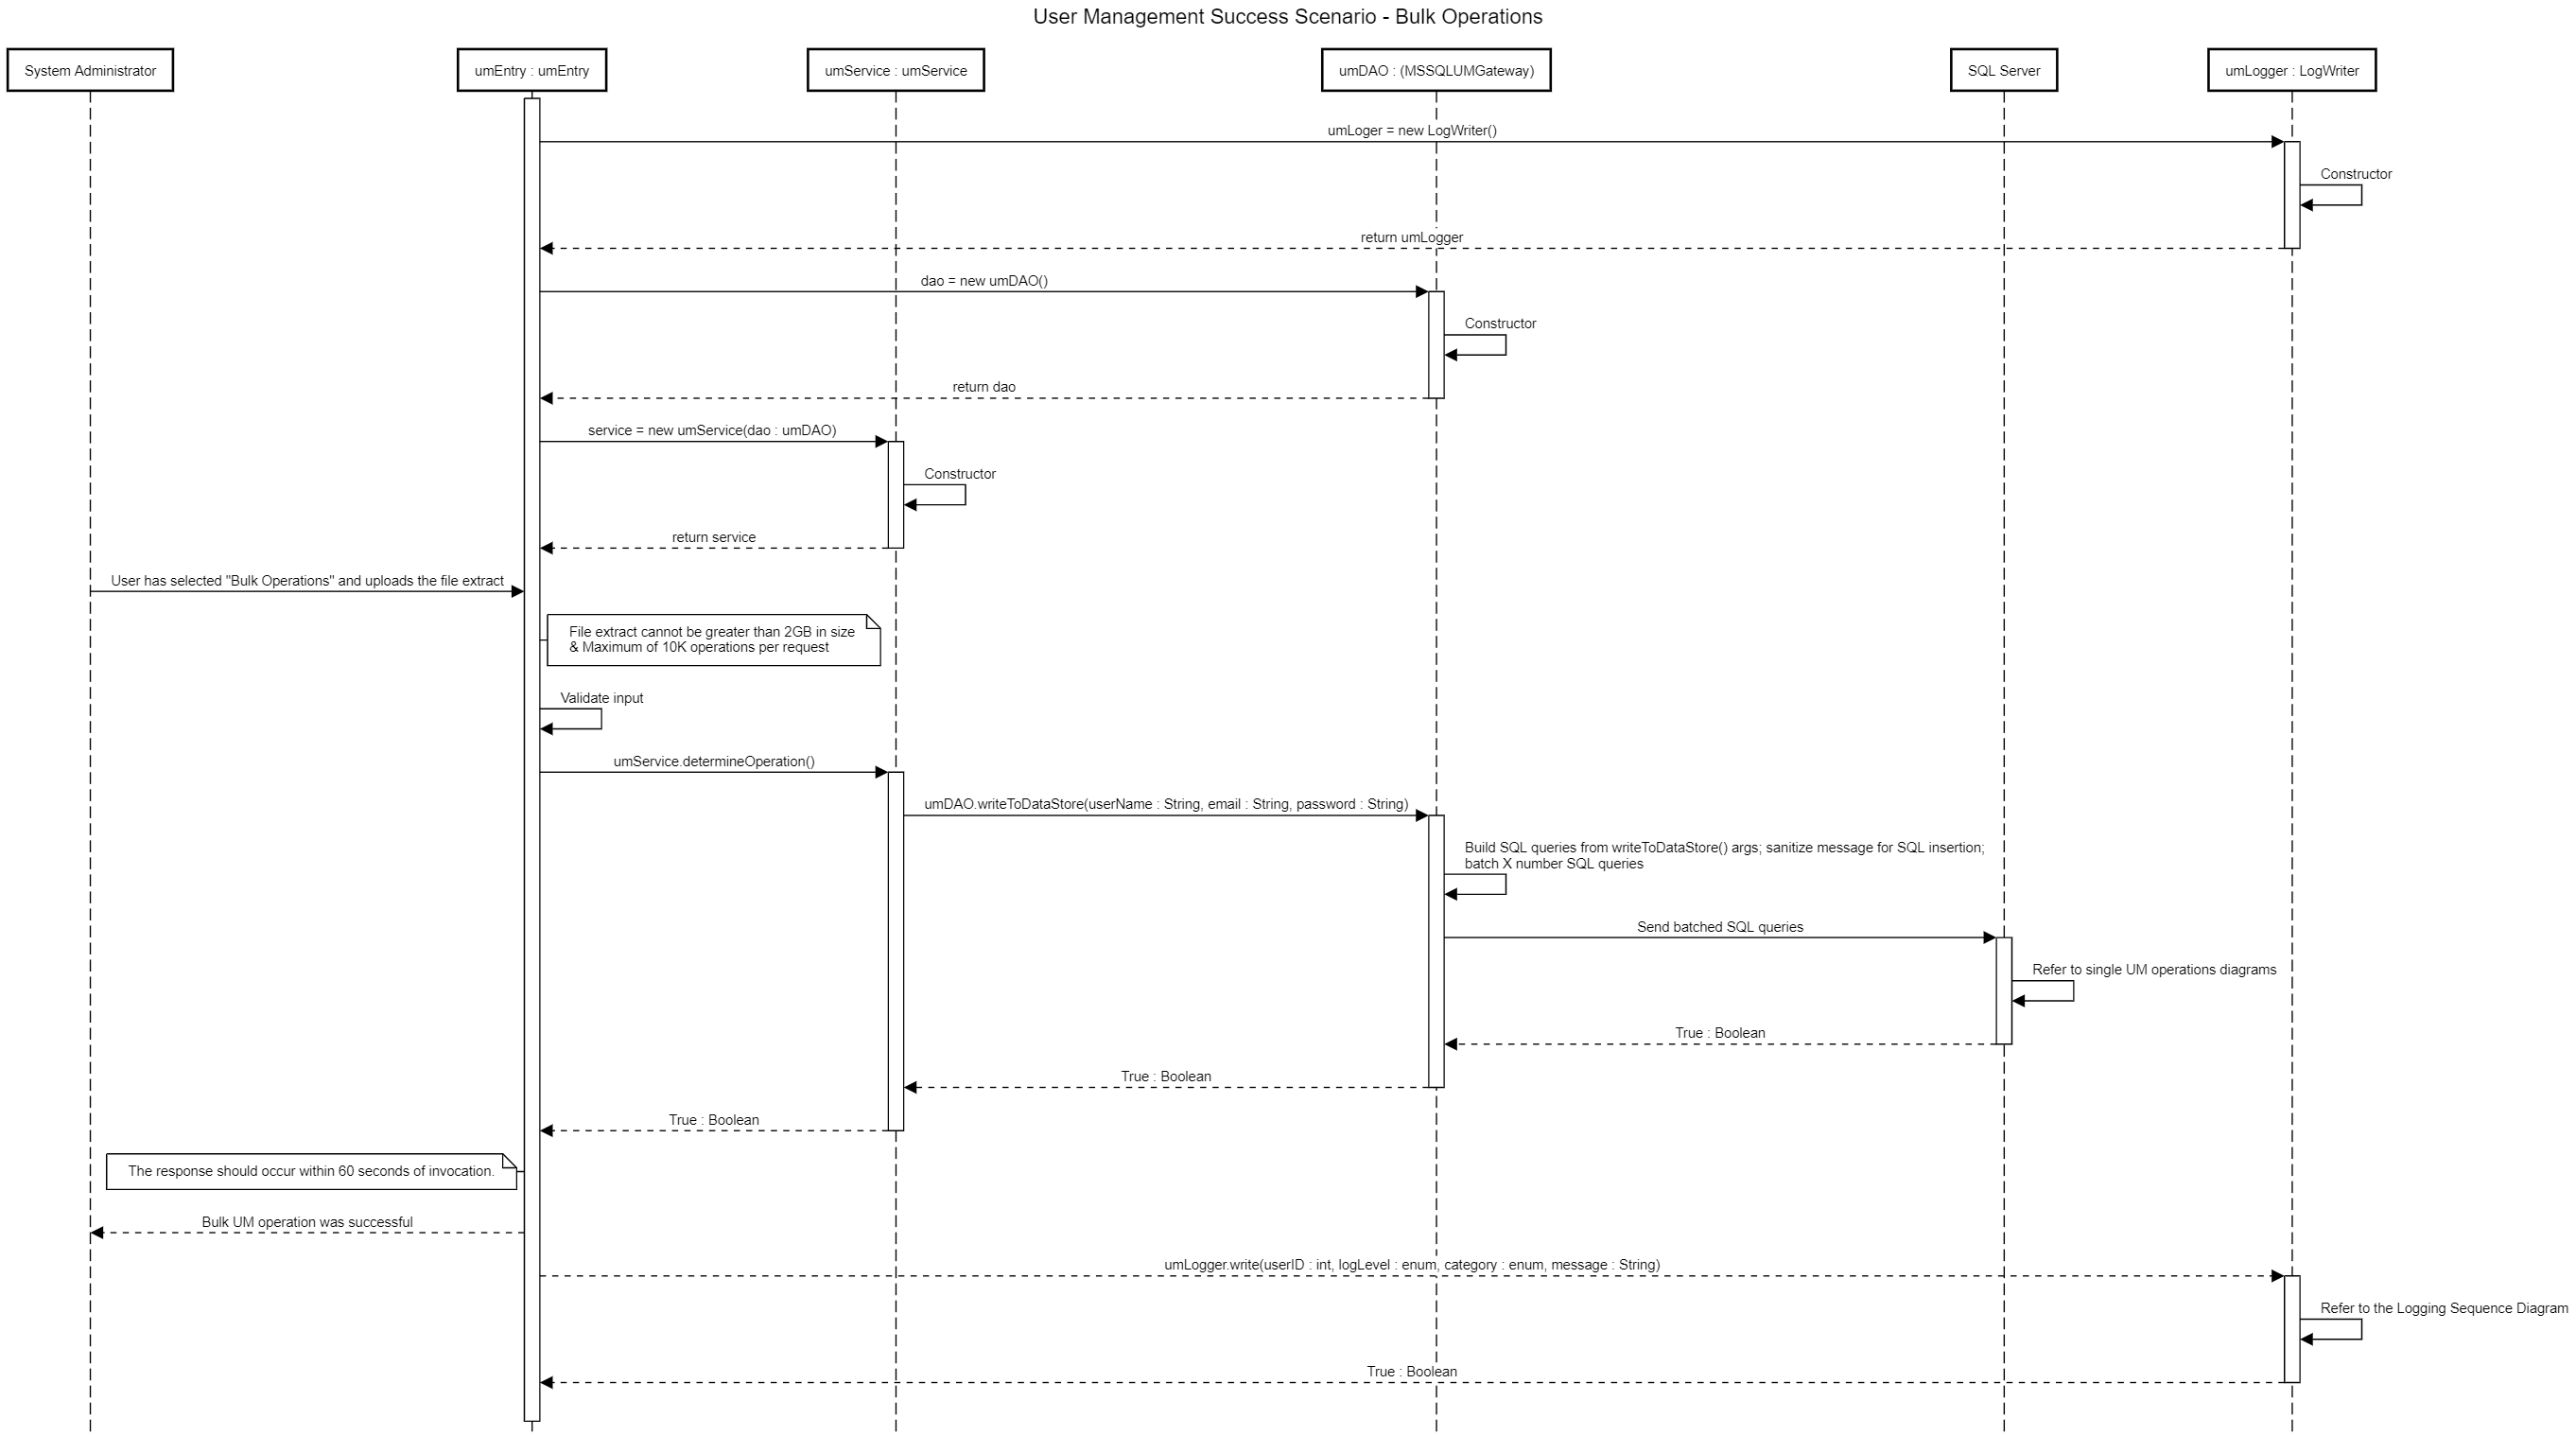 User Management Success Scenario - Bulk Operations
System Administrator
umEntry : umEntry
umService : umService
umDAO : (MSSQLUMGateway)
SQL Server
umLogger : LogWriter
umLoger = new LogWriter()
Constructor
return umLogger
dao = new umDAO()
Constructor
return dao
service = new umService(dao : umDAO)
Constructor
return service
User has selected "Bulk Operations" and uploads the file extract
File extract cannot be greater than 2GB in size
& Maximum of 10K operations per request
Validate input
umService.determineOperation()
umDAO.writeToDataStore(userName : String, email : String, password : String)
Build SQL queries from writeToDataStore() args; sanitize message for SQL insertion;
batch X number SQL queries
Send batched SQL queries
Refer to single UM operations diagrams
True : Boolean
True : Boolean
True : Boolean
The response should occur within 60 seconds of invocation.
Bulk UM operation was successful
umLogger.write(userID : int, logLevel : enum, category : enum, message : String)
Refer to the Logging Sequence Diagram
True : Boolean